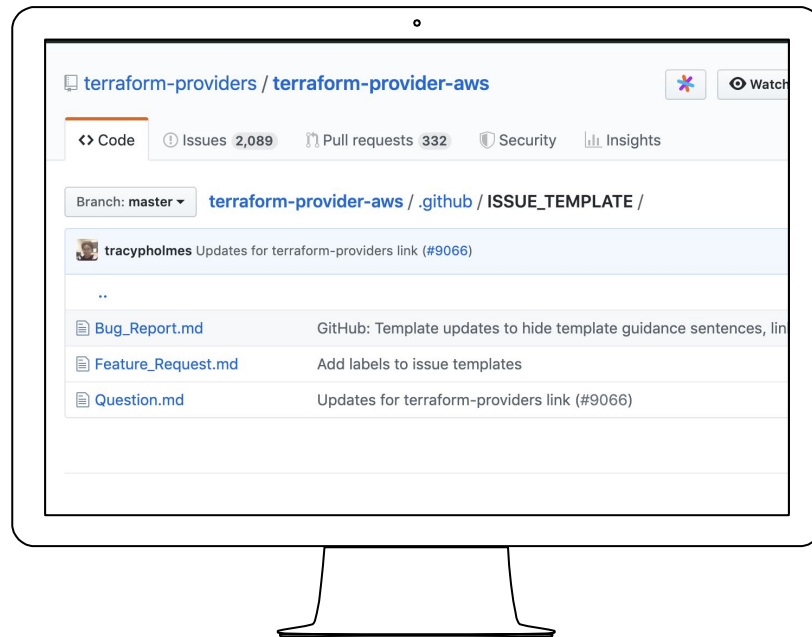 terraform-providers / terraform-provider-aws
Watch
Code Issues 2,089 Pull requests 332 Security Insights
Branch: master terraform-provider-aws / .github / ISSUE_TEMPLATE /
tracypholmes Updates for terraform-providers link (#9066)
..
Bug_Report.md GitHub: Template updates to hide template guidance sentences, lin
Feature_Request.md Add labels to issue templates
Question.md Updates for terraform-providers link (#9066)